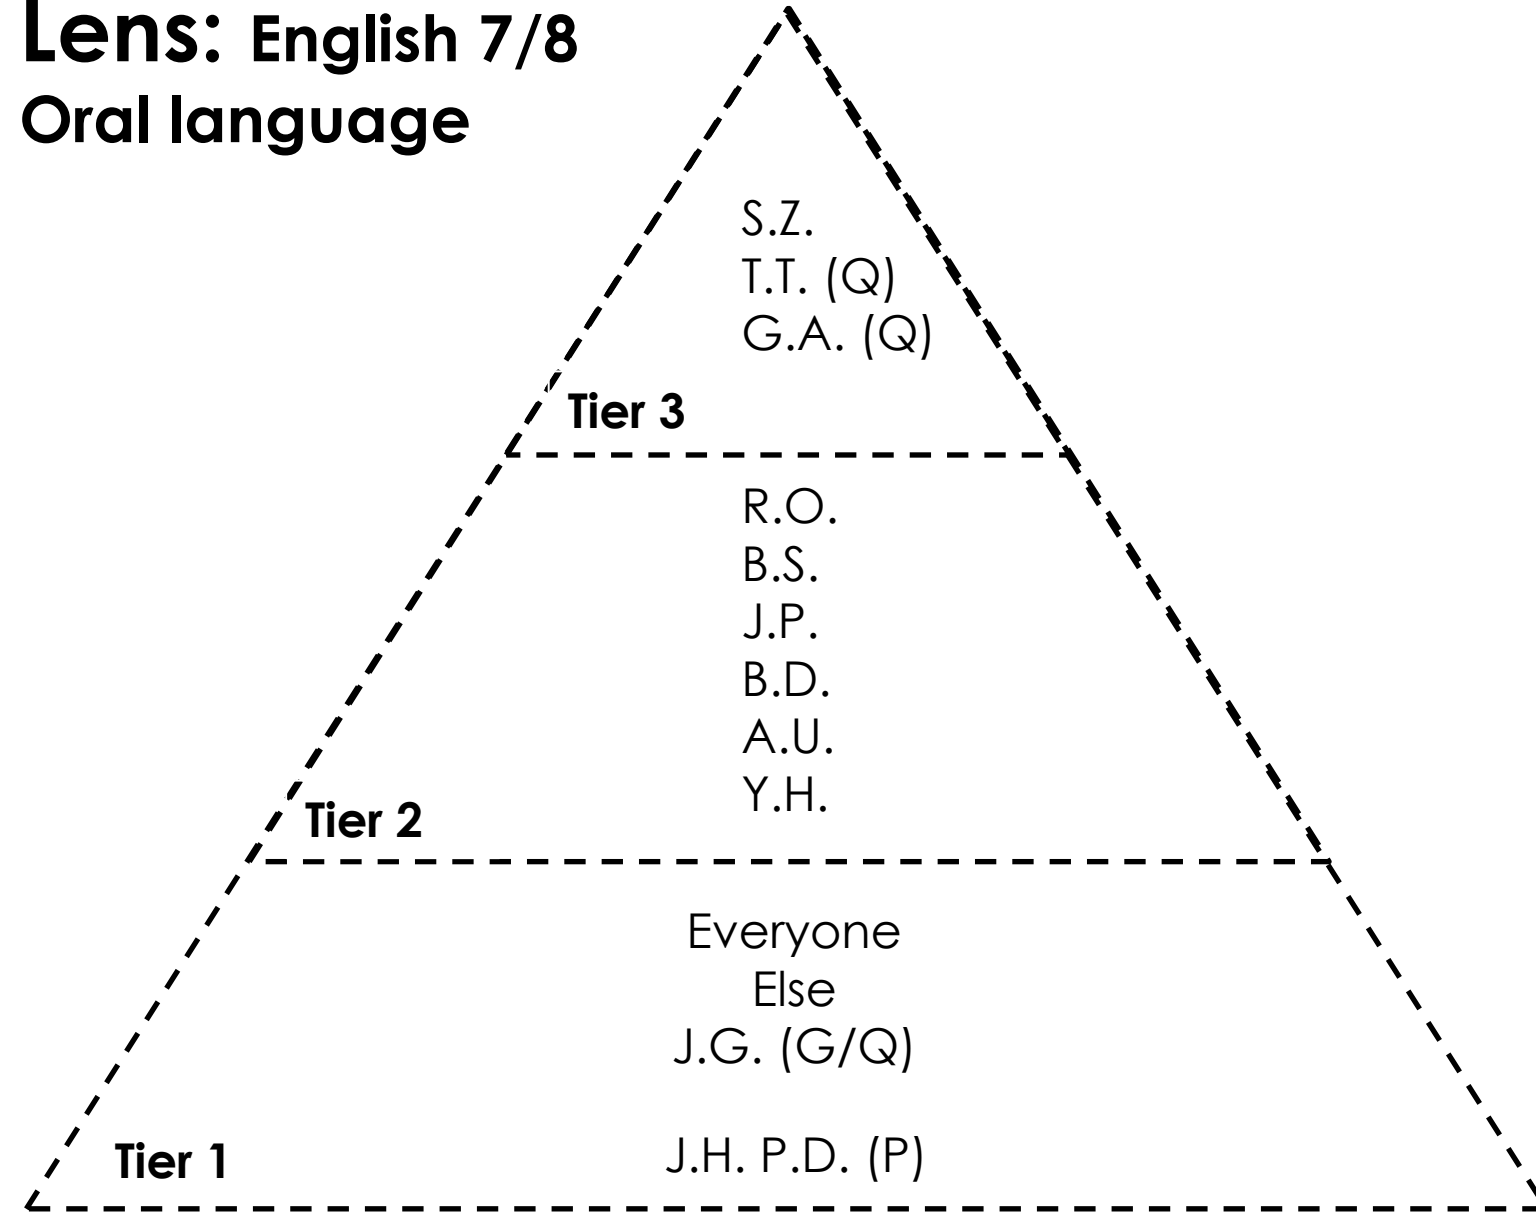 Lens: English 7/8
Oral language
S.Z.
T.T. (Q)
G.A. (Q)
Tier 3
R.O.
B.S.
J.P.
B.D.
A.U.
Y.H.
Tier 2
Everyone
Else
J.G. (G/Q)
J.H. P.D. (P)
Tier 1